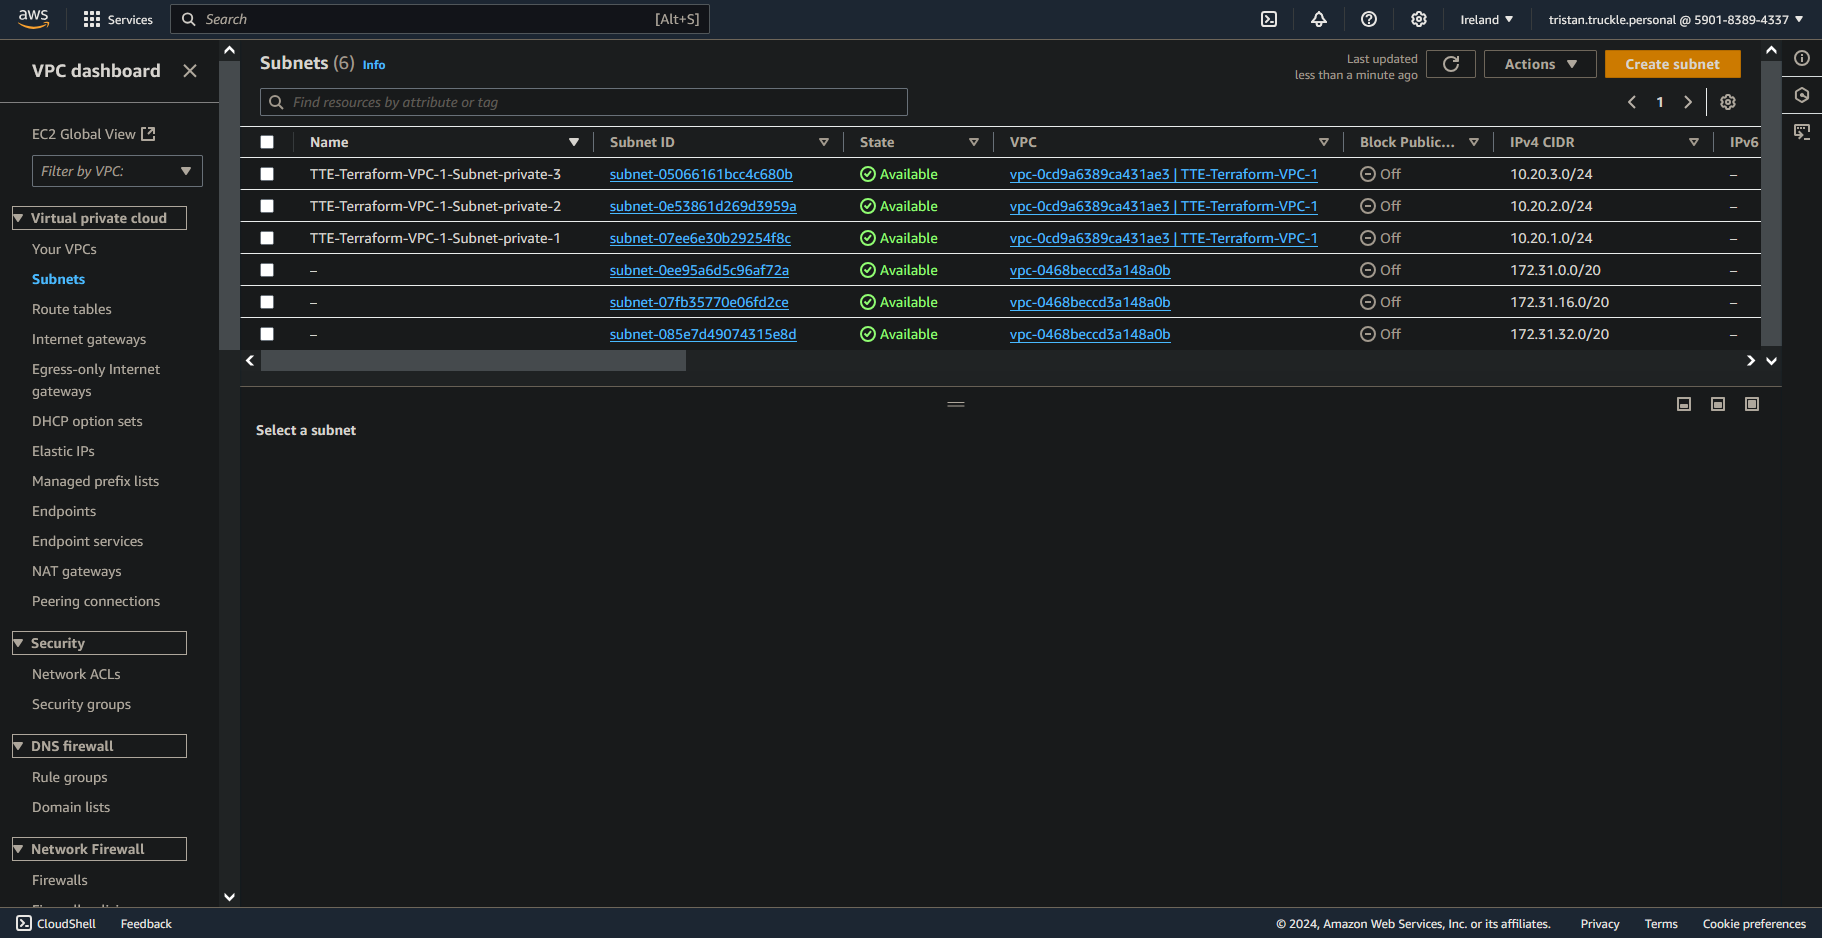 aws
Services
Search
[Alt+S]
Ireland
tristan.truckle.personal @ 5901-8389-4337
VPC dashboard
EC2 Global View
Filter by VPC:
Virtual private cloud
Your VPCs
Subnets
Route tables
Internet gateways
Egress-only Internet
gateways
DHCP option sets
Elastic IPs
Managed prefix lists
Endpoints
Endpoint services
NAT gateways
Peering connections
Security
Network ACLs
Security groups
DNS firewall
Rule groups
Domain lists
Network Firewall
Firewalls
Subnets (6) Info
Last updated
less than a minute ago
Actions
Create subnet
Find resources by attribute or tag
1
Name Subnet ID State VPC Block Public... IPv4 CIDR IPv6
TTE-Terraform-VPC-1-Subnet-private-3 subnet-05066161bcc4c680b Available vpc-0cd9a6389ca431ae3 | TTE-Terraform-VPC-1 Off 10.20.3.0/24 –
TTE-Terraform-VPC-1-Subnet-private-2 subnet-0e53861d269d3959a Available vpc-0cd9a6389ca431ae3 | TTE-Terraform-VPC-1 Off 10.20.2.0/24 –
TTE-Terraform-VPC-1-Subnet-private-1 subnet-07ee6e30b29254f8c Available vpc-0cd9a6389ca431ae3 | TTE-Terraform-VPC-1 Off 10.20.1.0/24 –
– subnet-0ee95a6d5c96af72a Available vpc-0468beccd3a148a0b Off 172.31.0.0/20 –
– subnet-07fb35770e06fd2ce Available vpc-0468beccd3a148a0b Off 172.31.16.0/20 –
– subnet-085e7d49074315e8d Available vpc-0468beccd3a148a0b Off 172.31.32.0/20 –
Select a subnet
CloudShell
Feedback
© 2024, Amazon Web Services, Inc. or its affiliates.
Privacy
Terms
Cookie preferences